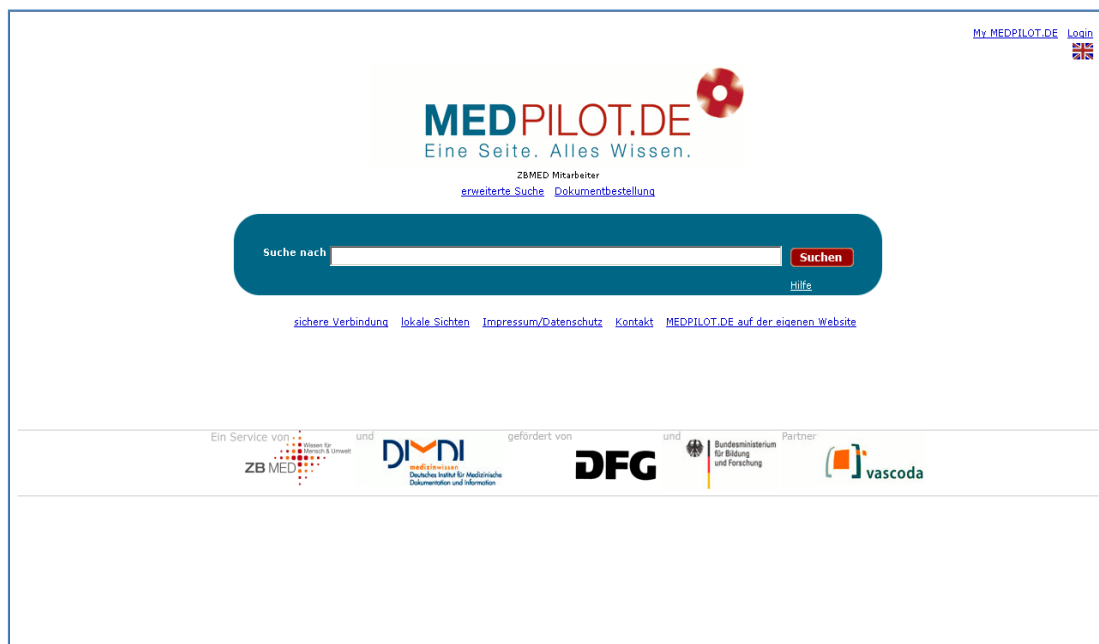 My MEDPILOT.DE Login
MEDPILOT.DE
Eine Seite. Alles Wissen.
ZBMED Mitarbeiter
erweiterte Suche Dokumentbestellung
Suche nach Suchen
Hilfe
sichere Verbindung lokale Sichten Impressum/Datenschutz Kontakt MEDPILOT.DE auf der eigenen Website
Ein Service von
ZB MED
Wissen für
Mensch & Umwelt
und
DIMDI
medizinwissen
Deutsches Institut für Medizinische
Dokumentation und Information
gefördert von
DFG
und
Bundesministerium
für Bildung
und Forschung
Partner
vascoda